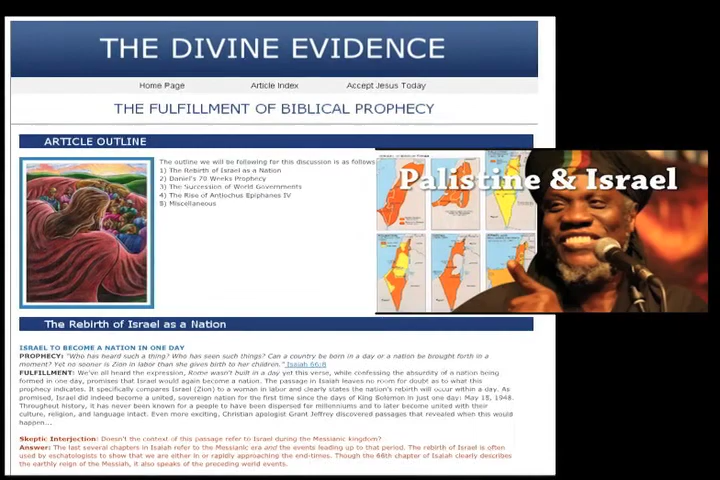 THE DIVINE EVIDENCE
Home Page Article Index Accept Jesus Today
THE FULFILLMENT OF BIBLICAL PROPHECY
ARTICLE OUTLINE
The outline we will be following for this discussion is as follows
1) The Rebirth of Israel as a Nation
2) Daniel's 70 Weeks Prophecy
3) The Succession of World Governments
4) The Rise of Antiochus Epiphanes IV
5) Miscellaneous
Palistine & Israel
The Rebirth of Israel as a Nation
ISRAEL TO BECOME A NATION IN ONE DAY
PROPHECY: "Who has heard such a thing? Who has seen such things? Can a country be born in a day or a nation be brought forth in a
moment? Yet no sooner is Zion in labor than she gives birth to her children." Isaiah 66:8
FULFILLMENT: We've all heard the expression, Rome wasn't built in a day yet this verse, while confessing the absurdity of a nation being
formed in one day, promises that Israel would again become a nation. The passage in Isaiah leaves no room for doubt as to what this
prophecy indicates. It specifically compares Israel (Zion) to a woman in labor and clearly states the nation's rebirth will occur within a day. As
promised, Israel did indeed become a united, sovereign nation for the first time since the days of King Solomon in just one day: May 15, 1948.
Throughout history, it has never been known for a people to have been dispersed for millenniums and to later become united with their
culture, religion, and language intact. Even more exciting, Christian apologist Grant Jeffrey discovered passages that revealed when this would
happen...
Skeptic Interjection: Doesn't the context of this passage refer to Israel during the Messianic kingdom?
Answer: The last several chapters in Isaiah refer to the Messianic era and the events leading up to that period. The rebirth of Israel is often
used by eschatologists to show that we are either in or rapidly approaching the end-times. Though the 66th chapter of Isaiah clearly describes
the earthly reign of the Messiah, it also speaks of the preceding world events.